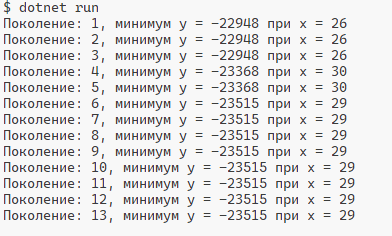 $ dotnet run
Поколение: 1, минимум y = -22948 при x = 26
Поколение: 2, минимум y = -22948 при x = 26
Поколение: 3, минимум y = -22948 при x = 26
Поколение: 4, минимум y = -23368 при x = 30
Поколение: 5, минимум y = -23368 при x = 30
Поколение: 6, минимум y = -23515 при x = 29
Поколение: 7, минимум y = -23515 при x = 29
Поколение: 8, минимум y = -23515 при x = 29
Поколение: 9, минимум y = -23515 при x = 29
Поколение: 10, минимум y = -23515 при x = 29
Поколение: 11, минимум y = -23515 при x = 29
Поколение: 12, минимум y = -23515 при x = 29
Поколение: 13, минимум y = -23515 при x = 29